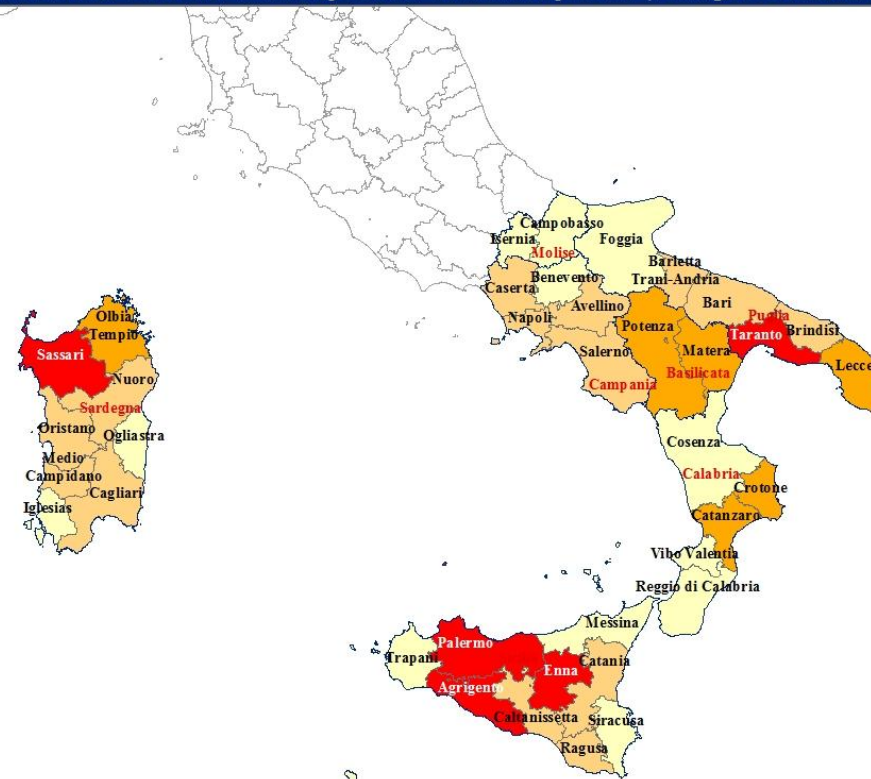 Campobasso
Isernia
Molise
Foggia
Benevento
Barletta
Trani-Andria
Caserta
Avellino
Bari
Napoli
Potenza
Puglia
Taranto
Brindisi
Salerno
Matera
Lecce
Basilicata
Campania
Olbia
Tempio
Sassari
Nuoro
Sardegna
Oristano
Ogliastra
Medio
Campidano
Cagliari
Iglesias
Cosenza
Calabria
Crotone
Catanzaro
Vibo Valentia
Reggio di Calabria
Messina
Palermo
Trapani
Enna
Catania
Agrigento
Caltanissetta
Siracusa
Ragusa